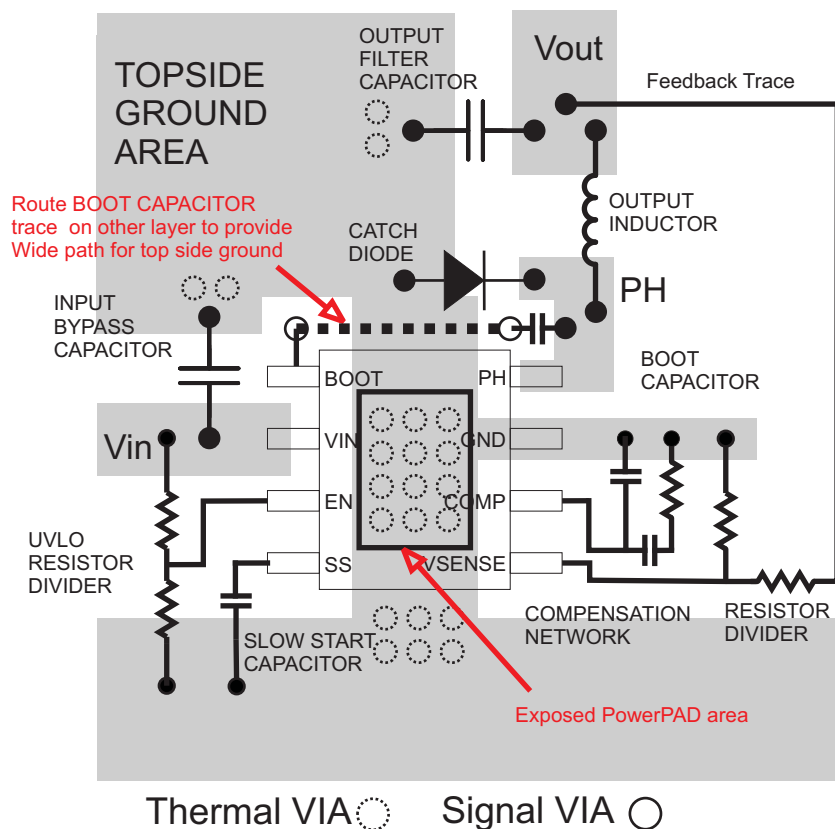 OUTPUT
FILTER
CAPACITOR
Vout
Feedback Trace
TOPSIDE
GROUND
AREA
Route BOOT CAPACITOR
trace on other layer to provide
Wide path for top side ground
CATCH
DIODE
OUTPUT
INDUCTOR
PH
INPUT
BYPASS
CAPACITOR
BOOT
CAPACITOR
BOOT
PH
Vin
VIN
GND
EN
COMP
SS
VSENSE
UVLO
RESISTOR
DIVIDER
SLOW START
CAPACITOR
COMPENSATION
NETWORK
RESISTOR
DIVIDER
Exposed PowerPAD area
Thermal VIA
Signal VIA